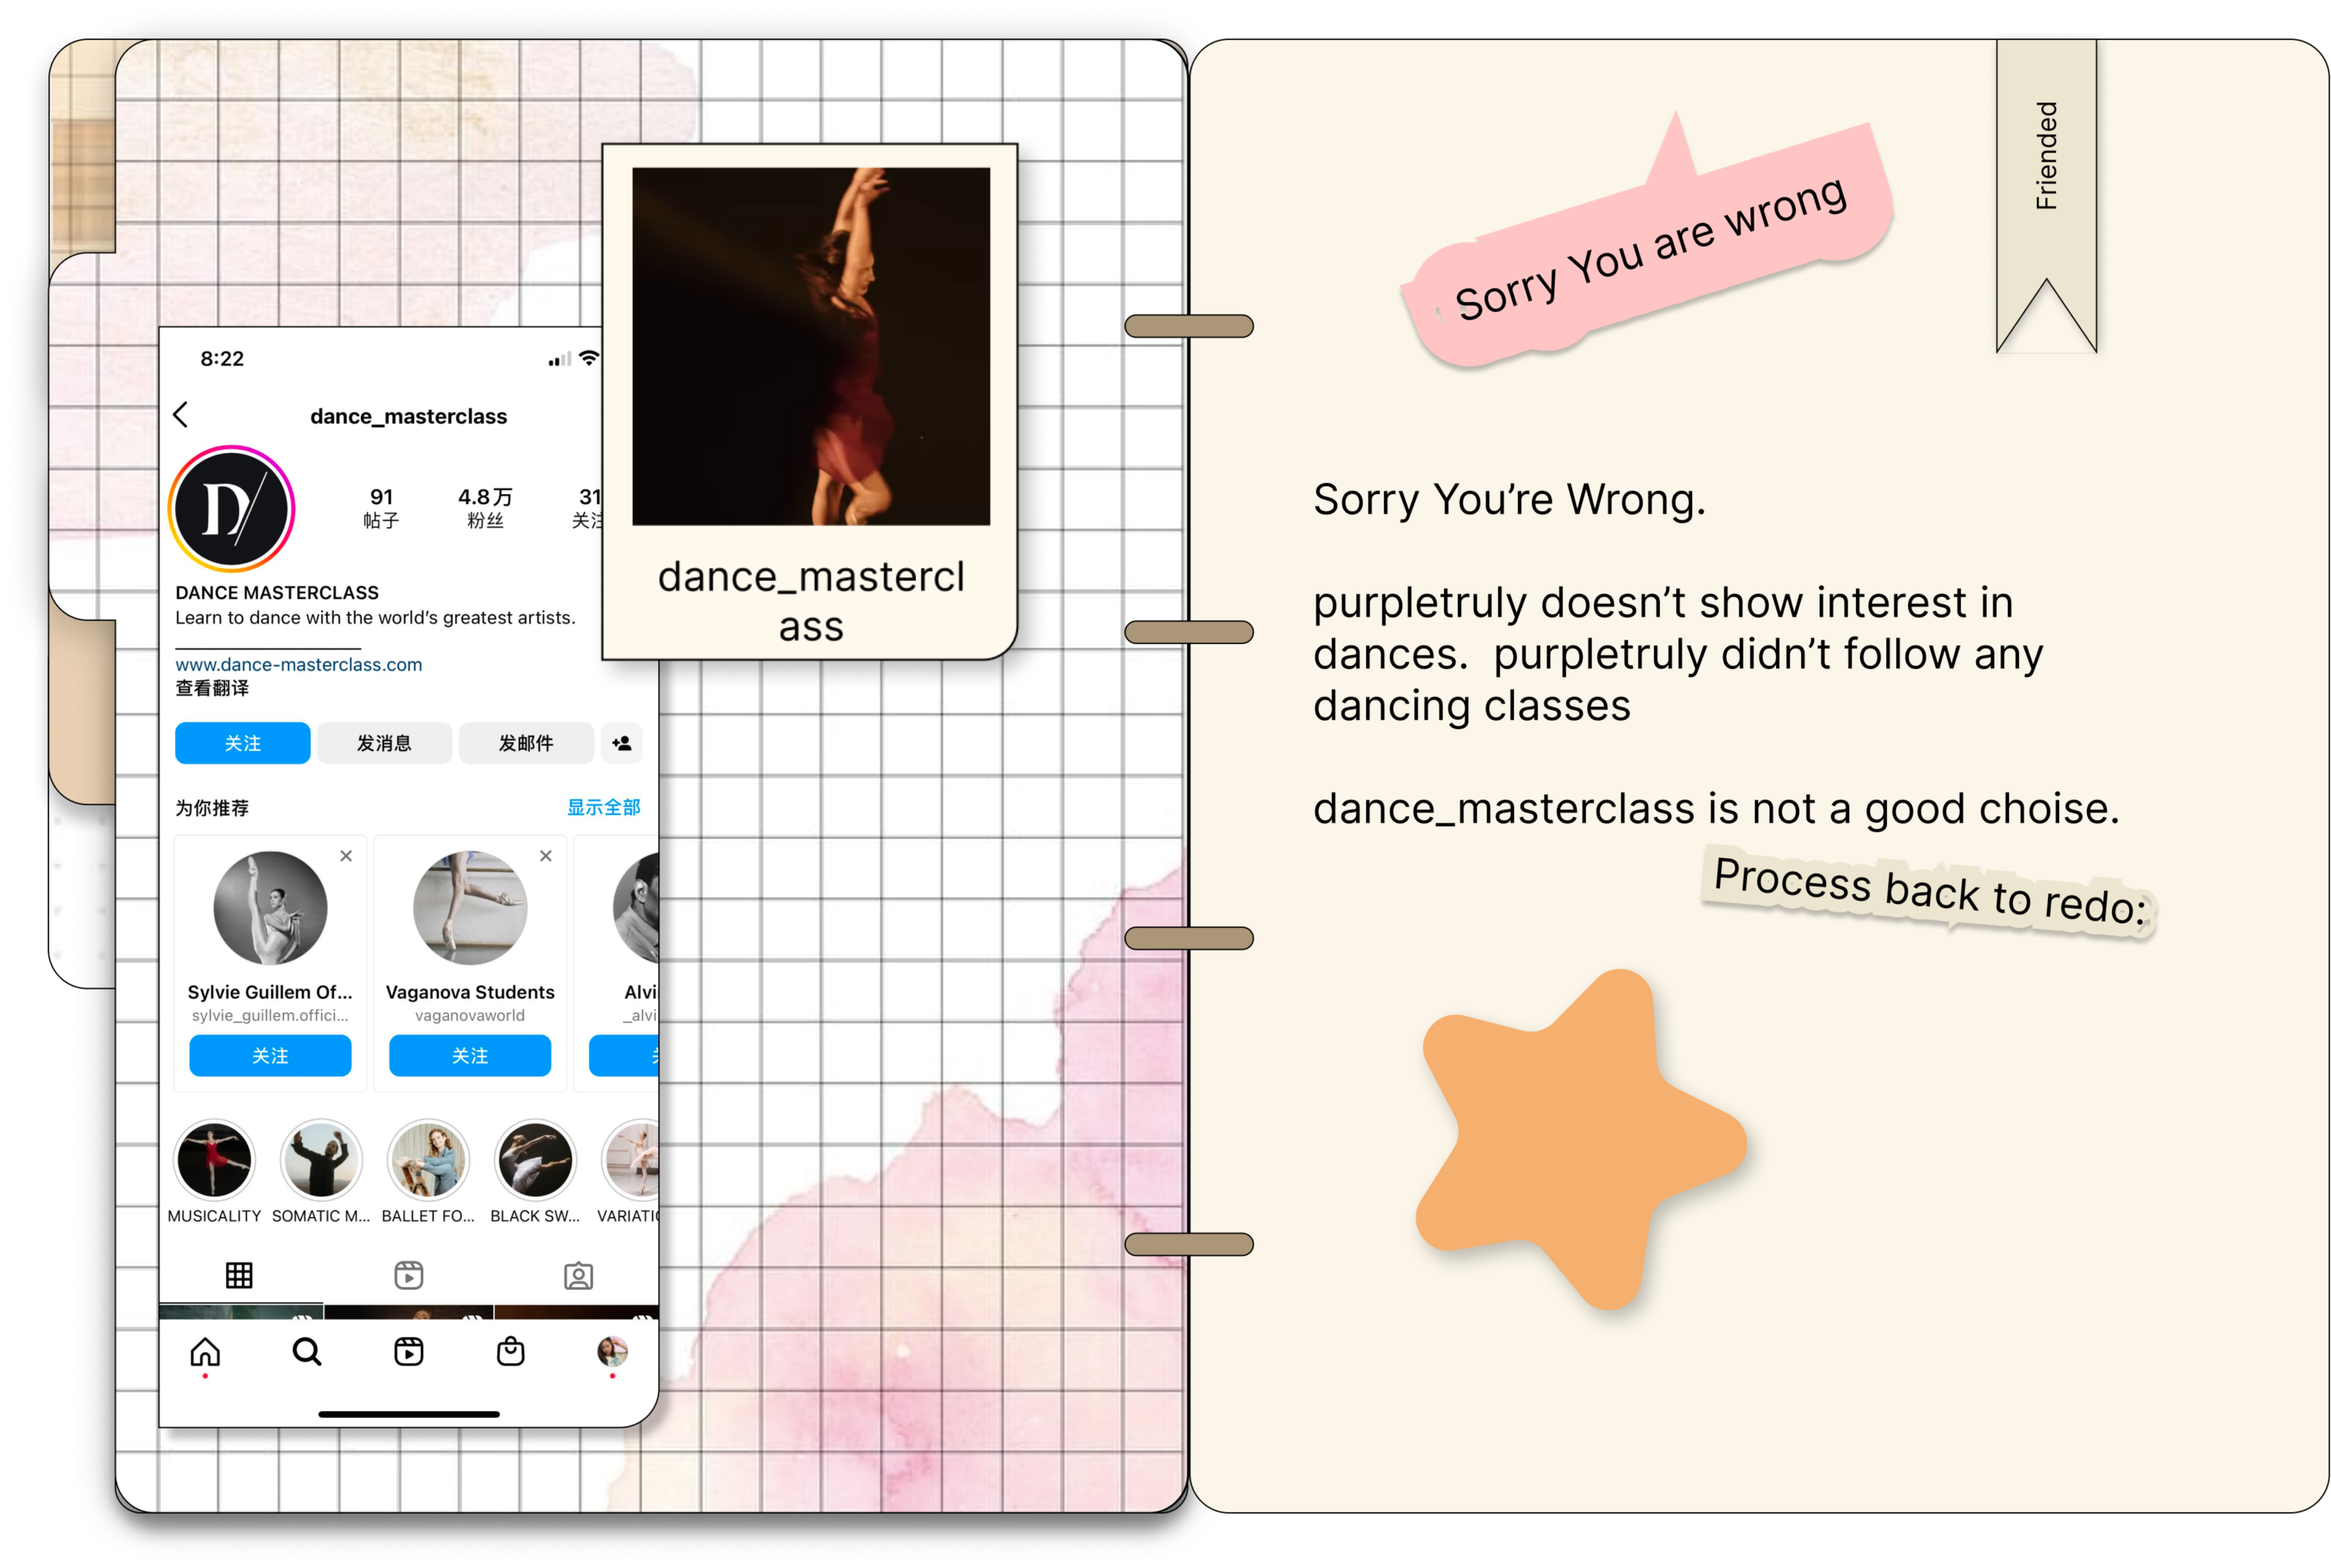 8:22
dance_masterclass
D
91
4.8万
31
帖子
粉丝
关注
DANCE MASTERCLASS
Learn to dance with the world's greatest artists.
www.dance-masterclass.com
查看翻译
关注
发消息
发邮件
为你推荐
显示全部
Sylvie Guillem Of...
Vaganova Students
Alvi
sylvie_guillem.offici...
vaganovaworld
_alvi
关注
关注
MUSICALITY
SOMATIC M...
BALLET FO...
BLACK SW...
VARIATIO
dance_mastercl
ass
Sorry You are wrong
Friended
Sorry You’re Wrong.
purpletruly doesn’t show interest in
dances.  purpletruly didn’t follow any
dancing classes
dance_masterclass is not a good choise.
Process back to redo: